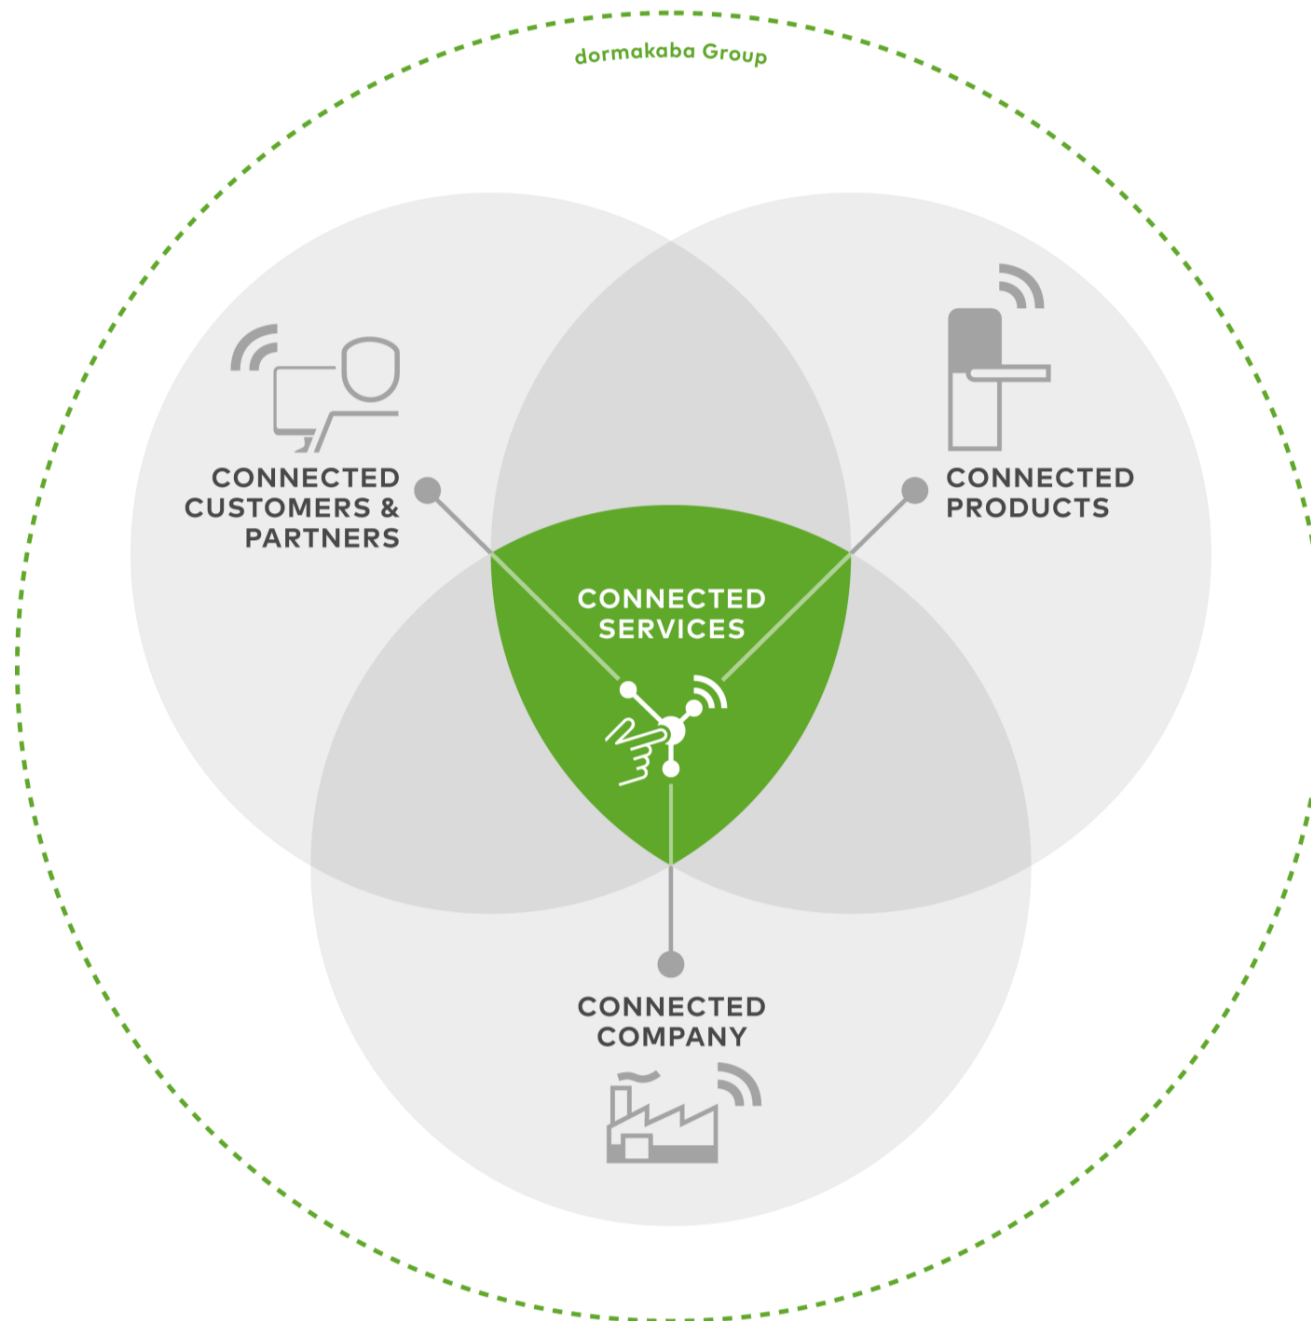 dormakaba Group
CONNECTED
CUSTOMERS &
PARTNERS
CONNECTED
PRODUCTS
CONNECTED
SERVICES
CONNECTED
COMPANY